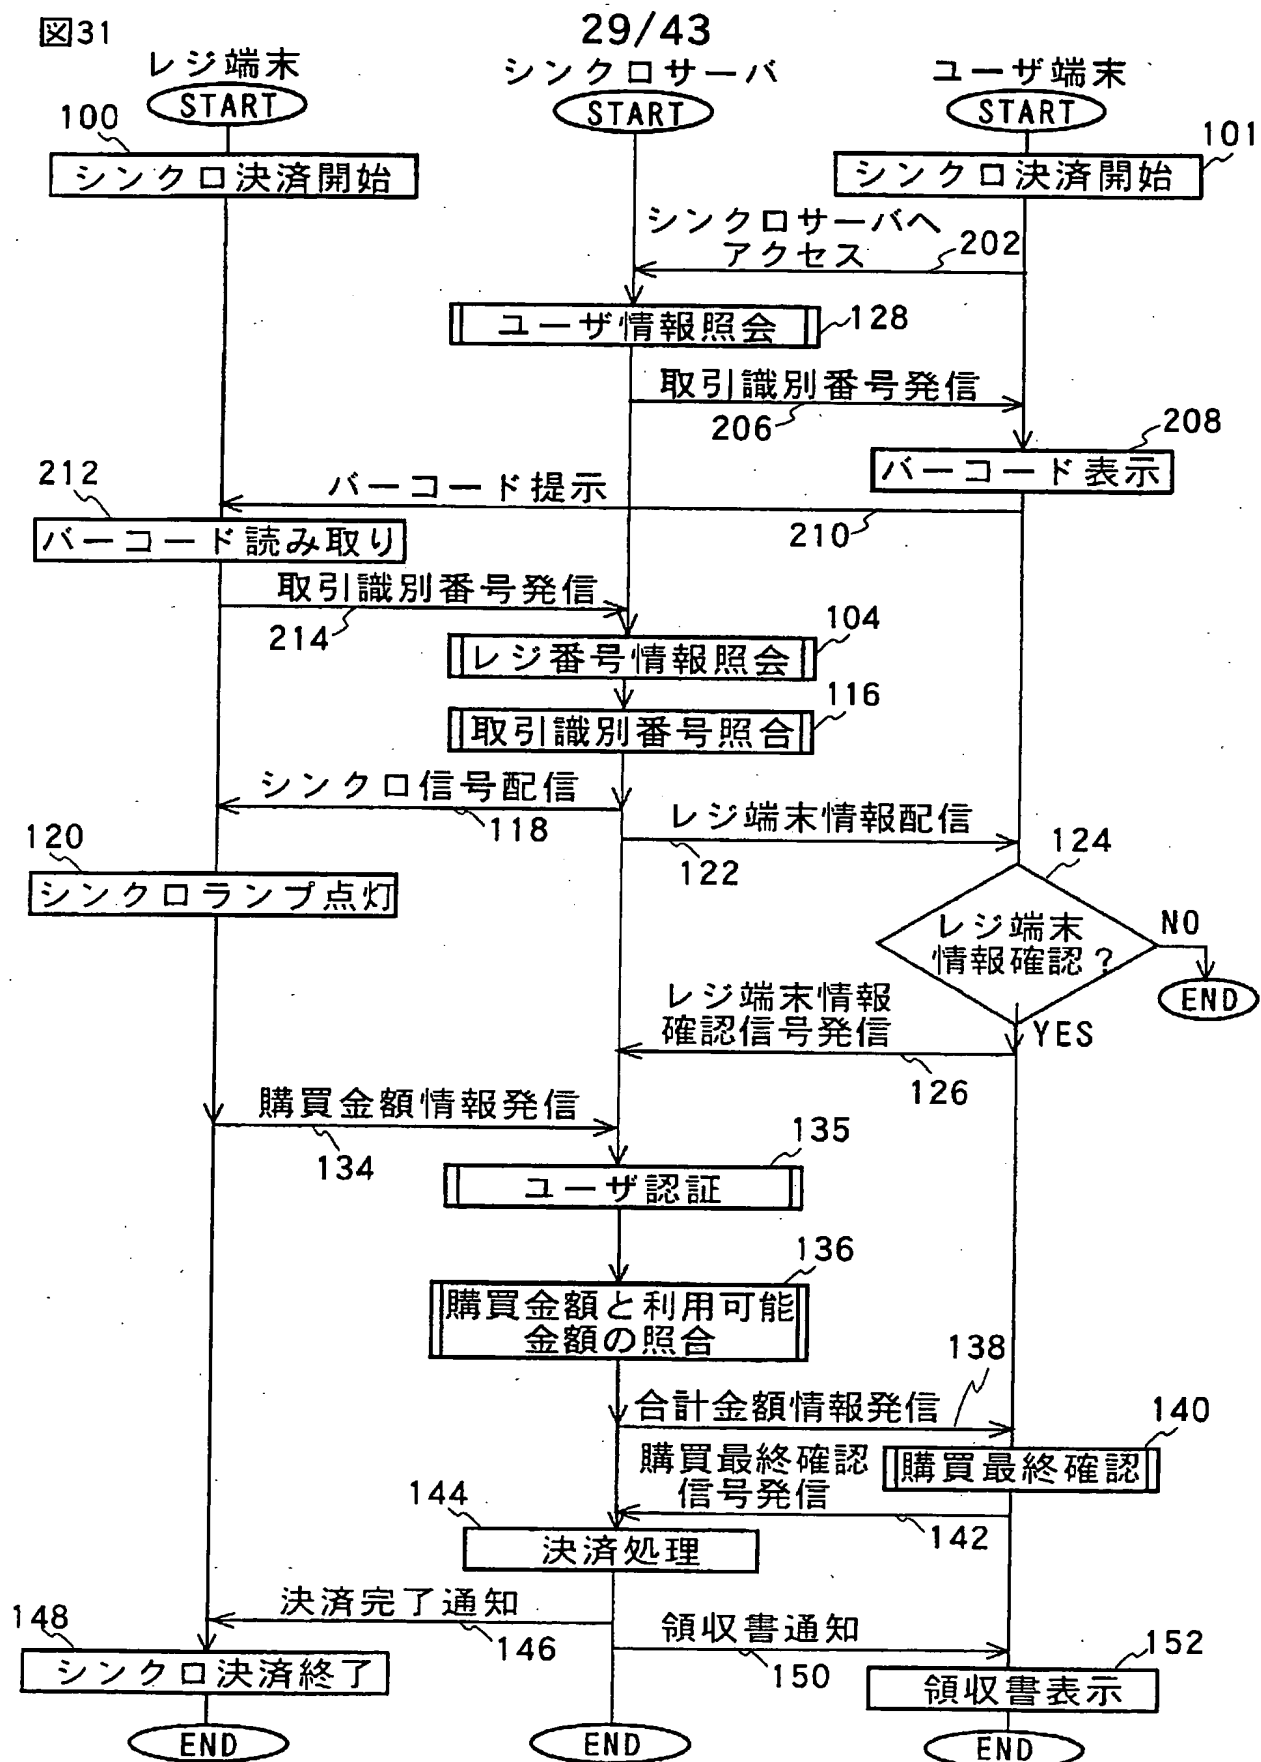 図31
29/43
レジ端末
シンクロサーバ
ユーザ端末
START
START
START
100
101
シンクロ決済開始
シンクロ決済開始
シンクロサーバへ
アクセス
202
ユーザ情報照会
128
取引識別番号発信
206
208
バーコード表示
212
バーコード提示
210
バーコード読み取り
取引識別番号発信
214
104
レジ番号情報照会
116
取引識別番号照合
シンクロ信号配信
118
レジ端末情報配信
122
120
シンクロランプ点灯
124
レジ端末
情報確認？
NO
END
YES
レジ端末情報
確認信号発信
126
購買金額情報発信
134
135
ユーザ認証
136
購買金額と利用可能
金額の照合
138
合計金額情報発信
140
購買最終確認
購買最終確認
信号発信
142
144
決済処理
決済完了通知
146
148
領収書通知
150
シンクロ決済終了
152
領収書表示
END
END
END